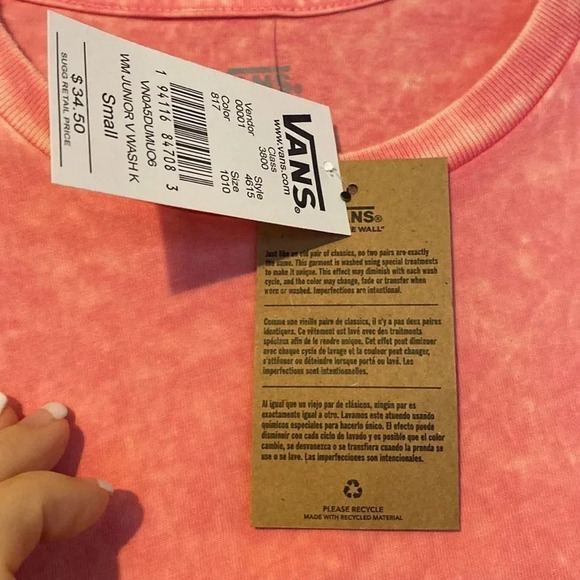 VANS®
www.vans.com
Class Style
3800 4615
Vendor Size
00001 1010
Color
817
1 94116 84708 3
VN0A5DUMUO6
WM JUNIOR V WASH K
Small
$ 34.50
SUGG RETAIL PRICE
VANS
ANS®
E WALL"
Just like an old pair of classics, no two pairs are exactly
the same. This garment is washed using special treatments
to make it unique. This effect may diminish with each wash
cycle, and the color may change, fade or transfer when
worn or washed. Imperfections are intentional.
Comme une vieille paire de classics, il n'y a pas deux paires
identiques. Ce vêtement est lavé avec des traitments
spéciaux afin de le rendre unique. Cet effet peut diminuer
avec chaque cycle de lavage et la couleur peut changer,
s'atténuer ou déteindre lorsque porté ou lavé. Les
imperfections sont intentionnelles.
Al igual que un viejo par de clásicos, ningún par es
exactamente igual a otro. Lavamos este atuendo usando
químicos especiales para hacerlo único. El efecto puede
disminuir con cada ciclo de lavado y es posible que el color
cambie, se desvanezca o se transfiera cuando la prenda se
use o se lave. Las imperfecciones son intencionales.
PLEASE RECYCLE
MADE WITH RECYCLED MATERIAL